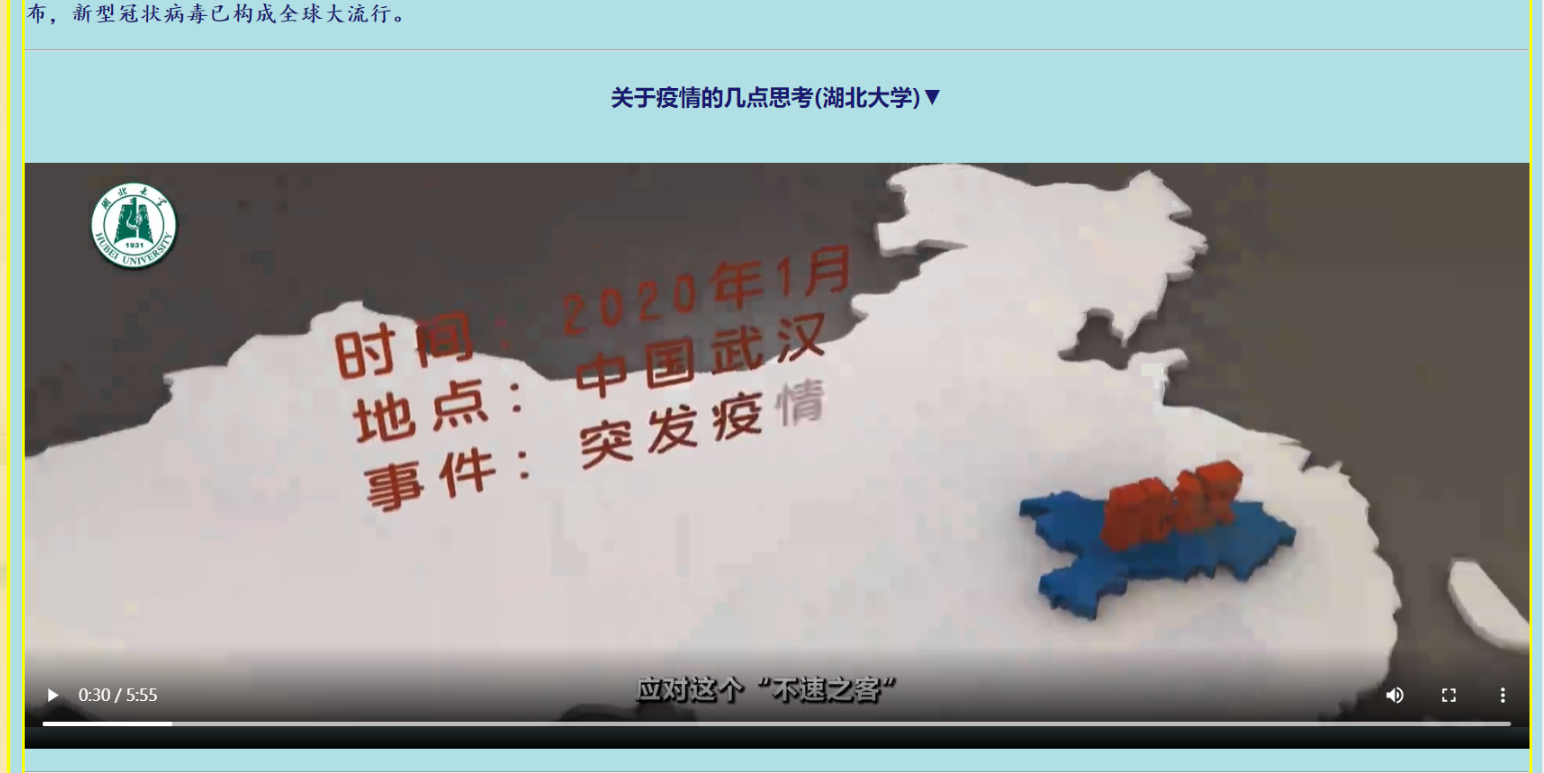 布，新型冠状病毒已构成全球大流行。
关于疫情的几点思考(湖北大学)▼
湖北大学
1931
HUBEI UNIVERSITY
时间：2020年1月
地点：中国武汉
事件：突发疫情
应对这个“不速之客”
0:30 / 5:55